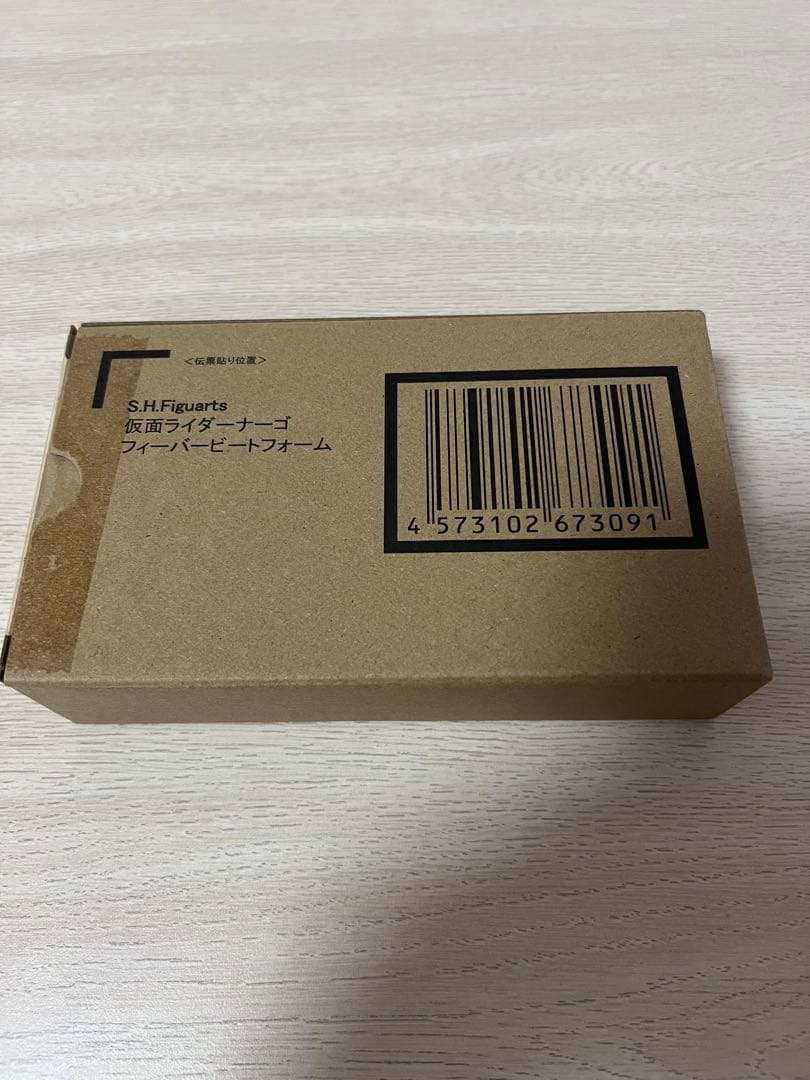 ＜伝票貼り位置＞
S.H.Figuarts
仮面ライダーナーゴ
フィーバービートフォーム
4 573102 673091